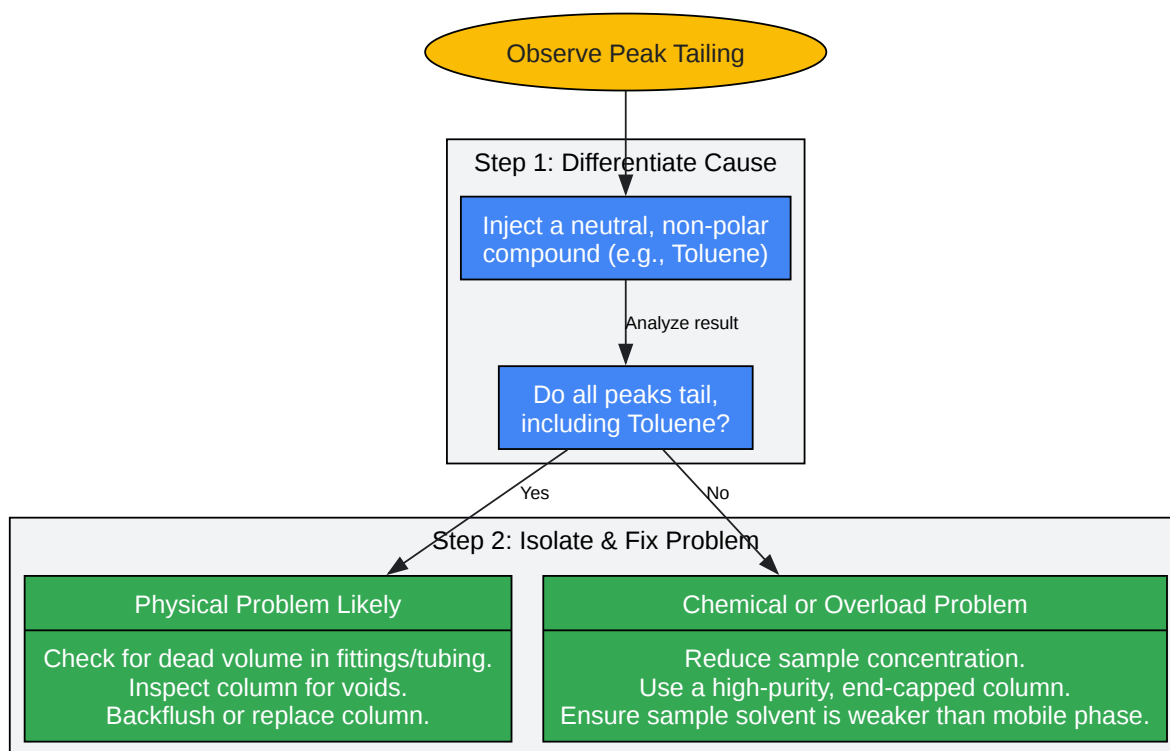 Observe Peak Tailing
Step 1: Differentiate Cause
Inject a neutral, non-polar
compound (e.g., Toluene)
Analyze result
Do all peaks tail,
including Toluene?
Yes
No
Step 2: Isolate & Fix Problem
Physical Problem Likely
Check for dead volume in fittings/tubing.
Inspect column for voids.
Backflush or replace column.
Chemical or Overload Problem
Reduce sample concentration.
Use a high-purity, end-capped column.
Ensure sample solvent is weaker than mobile phase.